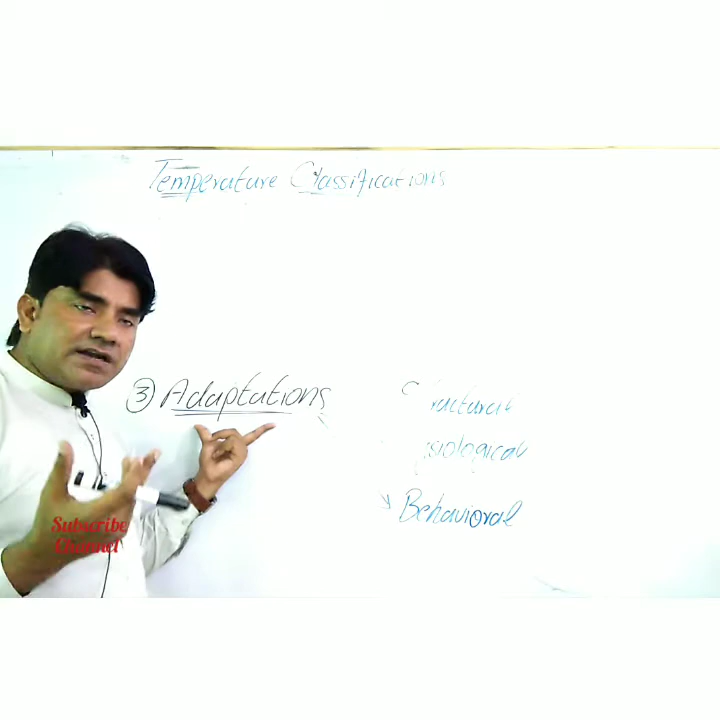 Temperature Classifications
③ Adaptations
Behavioral
Subscribe
Channel